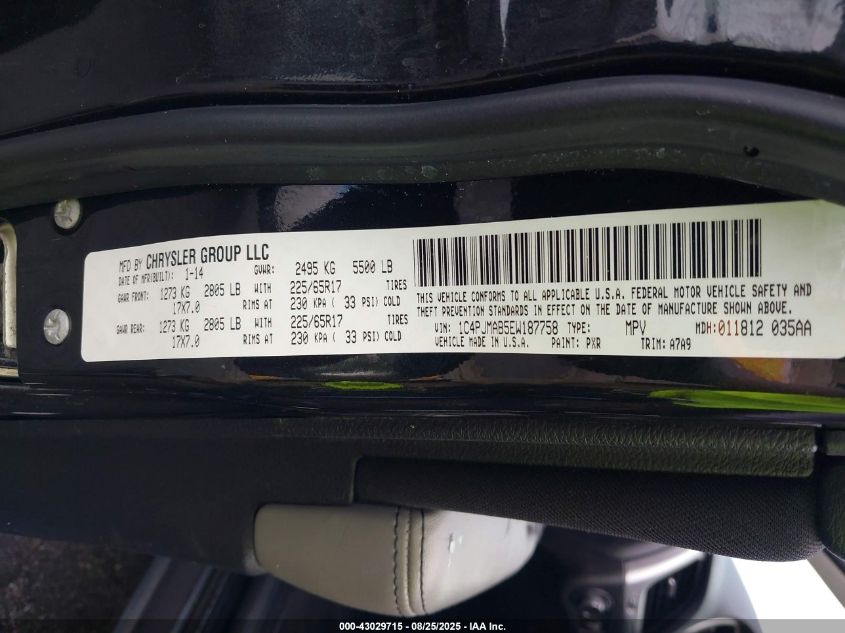 MFD BY CHRYSLER GROUP LLC
DATE OF MFR(BUILT): 1-14 GVWR: 2495 KG 5500 LB
GAWR FRONT: 1273 KG 2805 LB WITH 225/65R17 TIRES
17X7.0 RIMS AT 230 KPA ( 33 PSI) COLD
GAWR REAR: 1273 KG 2805 LB WITH 225/65R17 TIRES
17X7.0 RIMS AT 230 KPA ( 33 PSI) COLD
THIS VEHICLE CONFORMS TO ALL APPLICABLE U.S.A. FEDERAL MOTOR VEHICLE SAFETY AND
THEFT PREVENTION STANDARDS IN EFFECT ON THE DATE OF MANUFACTURE SHOWN ABOVE.
VIN: 1C4PJMAB5EW187758 TYPE: MPV MDH: 011812 035AA
VEHICLE MADE IN U.S.A. PAINT: PXR TRIM: A7A9
000-43029715 - 08/25/2025 - IAA Inc.